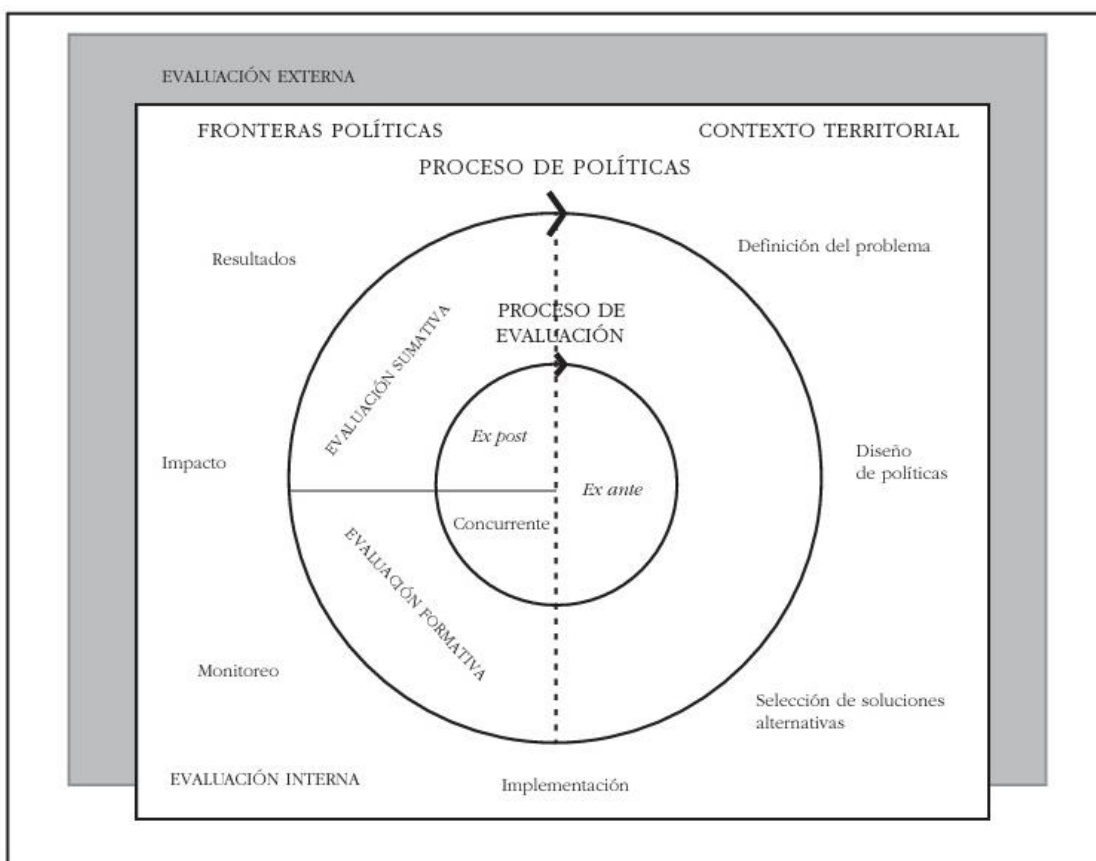 EVALUACIÓN EXTERNA
FRONTERAS POLÍTICAS
CONTEXTO TERRITORIAL
PROCESO DE POLÍTICAS
Resultados
Definición del problema
PROCESO DE
EVALUACIÓN
EVALUACIÓN SUMATIVA
Ex post
Impacto
Diseño
de políticas
Ex ante
Concurrente
EVALUACIÓN FORMATIVA
Monitoreo
Selección de soluciones
alternativas
EVALUACIÓN INTERNA
Implementación